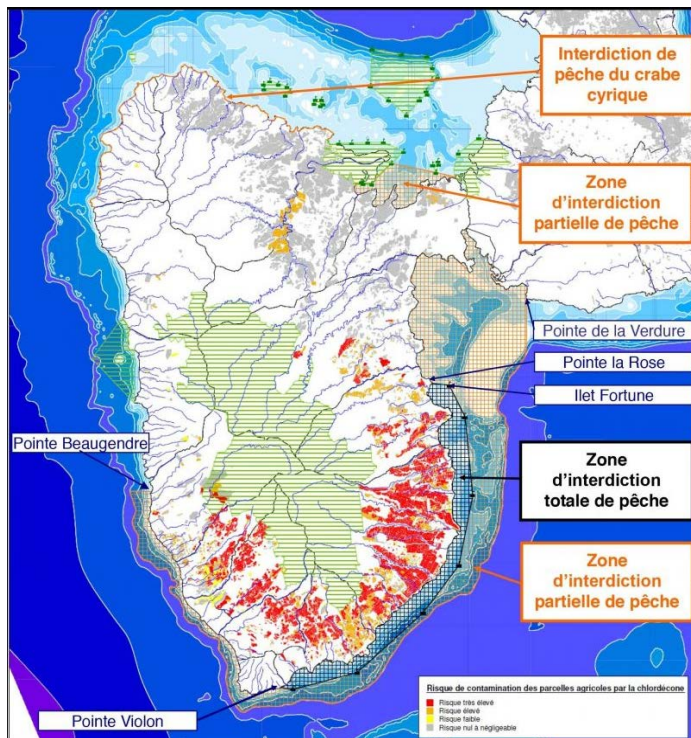 Interdiction de
pêche du crabe
cyrique
Zone
d'interdiction
partielle de pêche
Pointe de la Verdure
Pointe la Rose
Ilet Fortune
Pointe Beaugendre
Zone
d'interdiction
totale de pêche
Zone
d'interdiction
partielle de pêche
Pointe Violon
Risque de contamination des parcelles agricoles par la chlordécone
Risque très élevé
Risque élevé
Risque faible
Risque nul à négligeable